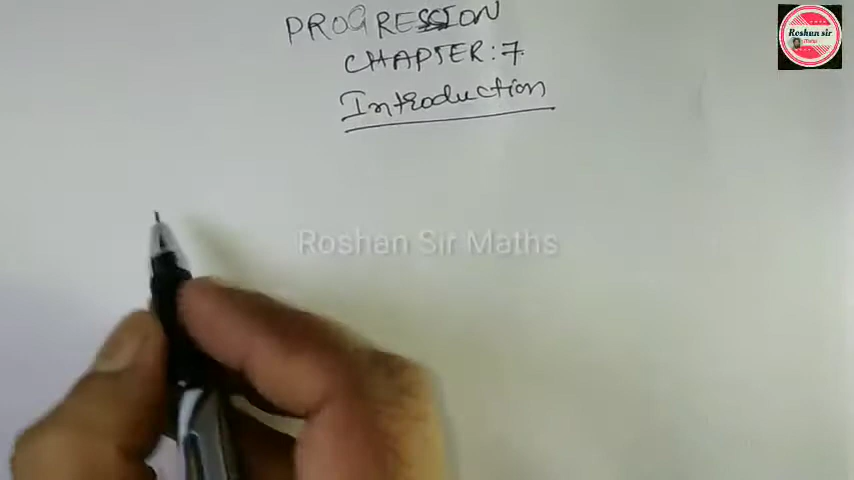 PROGRESSION
CHAPTER:7
Introduction
Roshan Sir Maths
Roshan sir